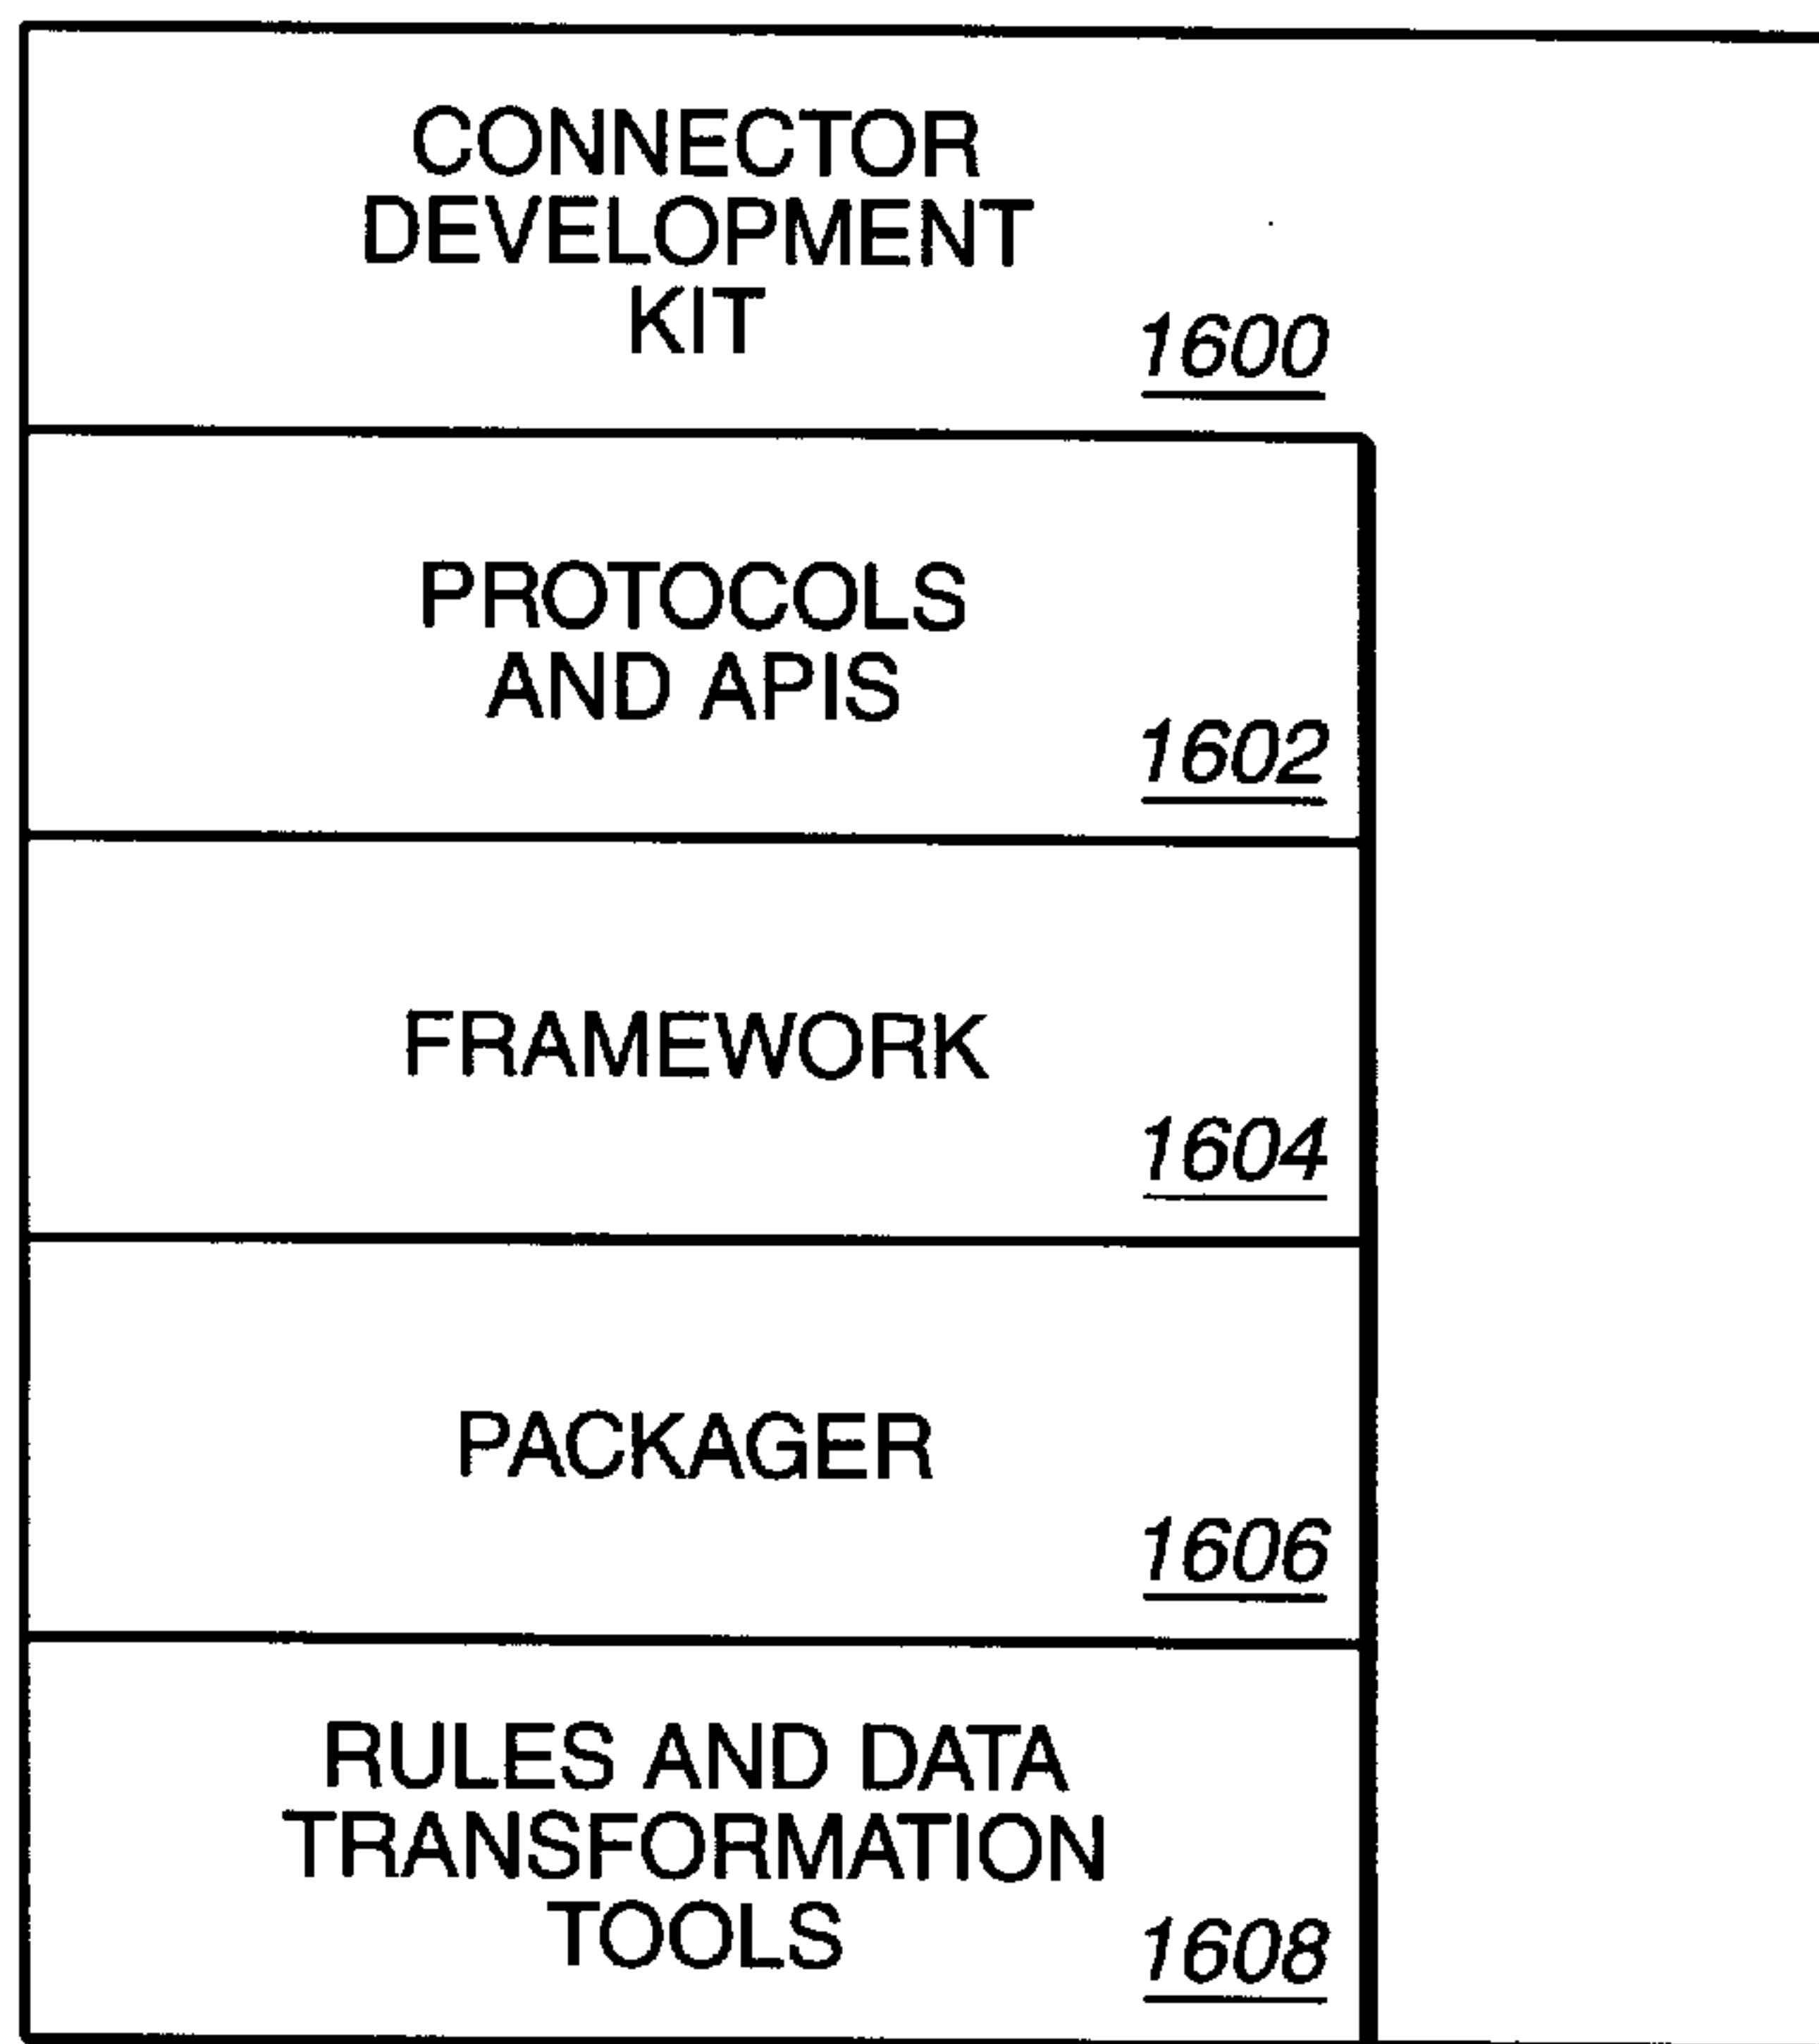 CONNECTOR
DEVELOPMENT
KIT
1600
PROTOCOLS
AND APIS
1602
FRAMEWORK
1604
PACKAGER
1606
RULES AND DATA
TRANSFORMATION
TOOLS
1608